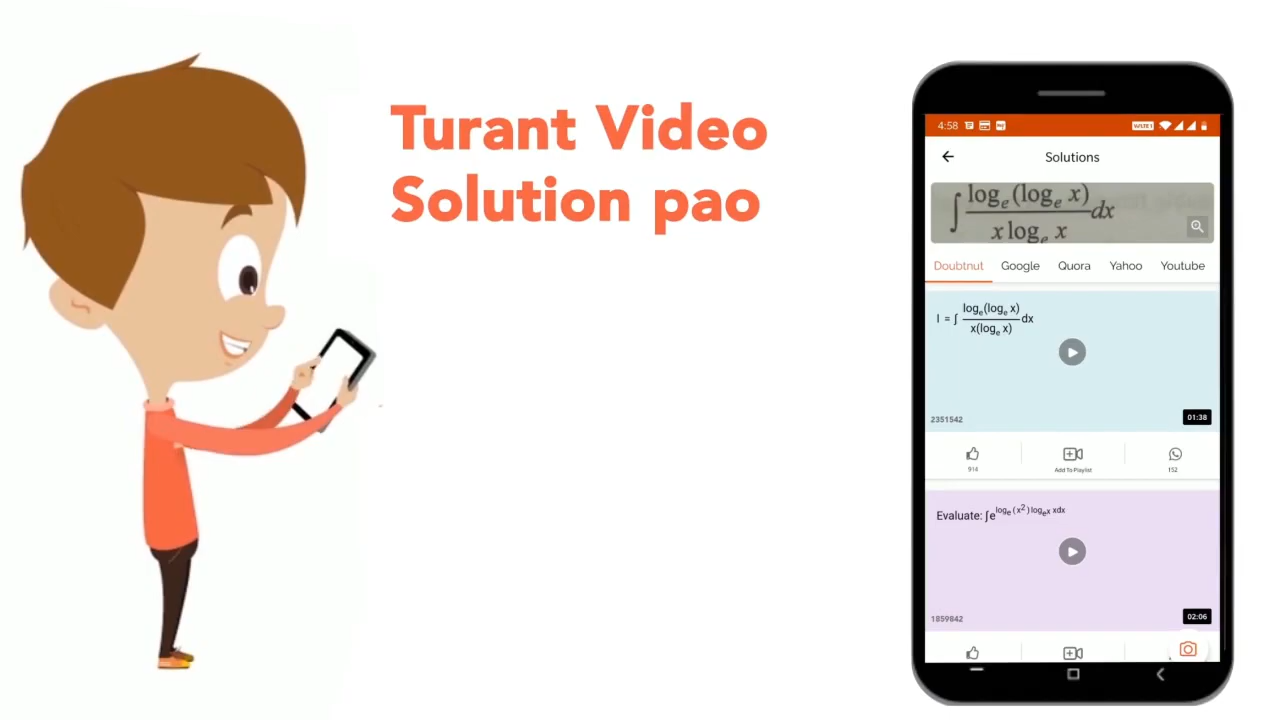 Turant Video
Solution pao
4:58
VoLTE1
Solutions
∫ logₑ(logₑ x) / x logₑ x dx
Doubtnut Google Quora Yahoo Youtube
I = ∫ logₑ(logₑ x) / x(logₑ x) dx
2351542 01:38
914 Add To Playlist 152
Evaluate: ∫e^logₑ(x²)logₑx xdx
1859842 02:06